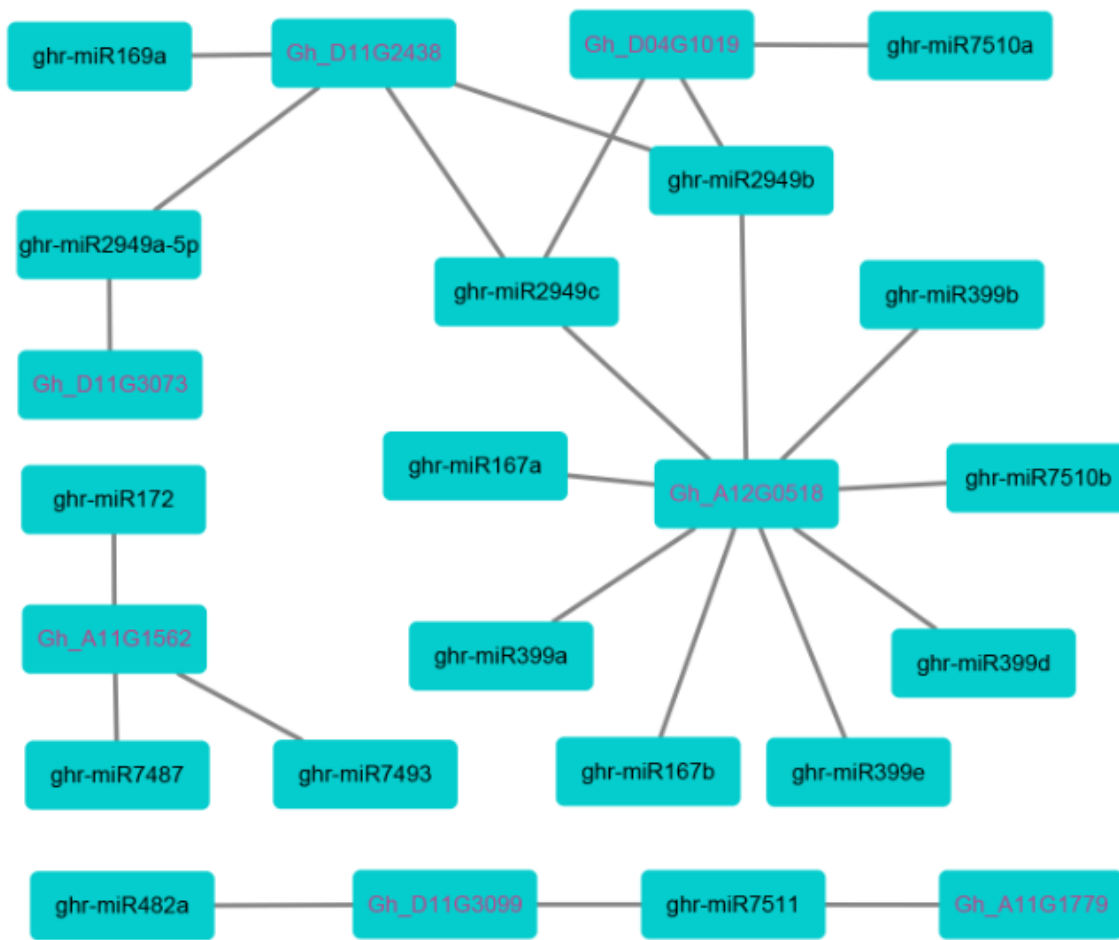 ghr-miR169a
Gh_D11G2438
Gh_D04G1019
ghr-miR7510a
ghr-miR2949b
ghr-miR2949a-5p
ghr-miR2949c
ghr-miR399b
Gh_D11G3073
ghr-miR167a
ghr-miR7510b
Gh_A12G0518
ghr-miR172
Gh_A11G1562
ghr-miR399a
ghr-miR399d
ghr-miR7487
ghr-miR7493
ghr-miR167b
ghr-miR399e
ghr-miR482a
Gh_D11G3099
ghr-miR7511
Gh_A11G1779